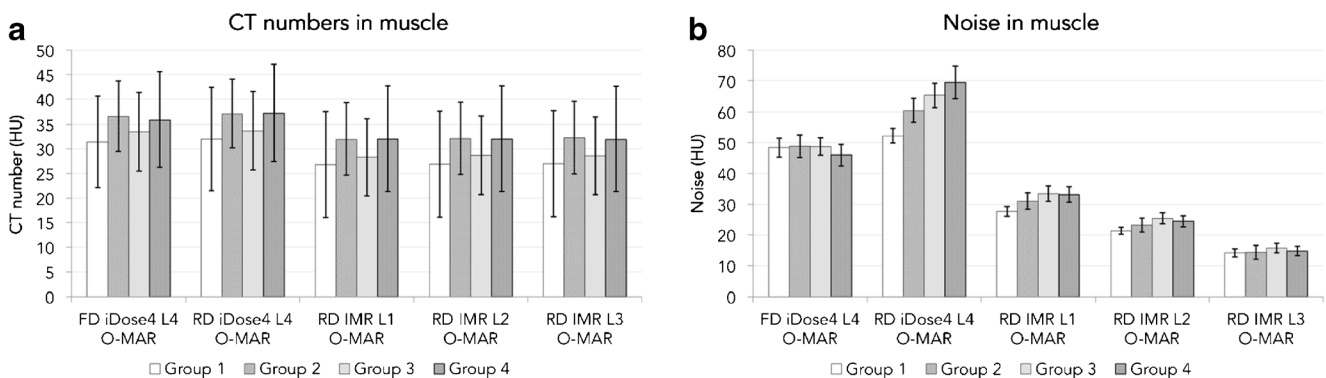 a
CT numbers in muscle
CT number (HU)
50
45
40
35
30
25
20
15
10
5
0
FD iDose4 L4
O-MAR
RD iDose4 L4
O-MAR
RD IMR L1
O-MAR
RD IMR L2
O-MAR
RD IMR L3
O-MAR
Group 1 Group 2 Group 3 Group 4
b
Noise in muscle
Noise (HU)
80
70
60
50
40
30
20
10
0
FD iDose4 L4
O-MAR
RD iDose4 L4
O-MAR
RD IMR L1
O-MAR
RD IMR L2
O-MAR
RD IMR L3
O-MAR
Group 1 Group 2 Group 3 Group 4